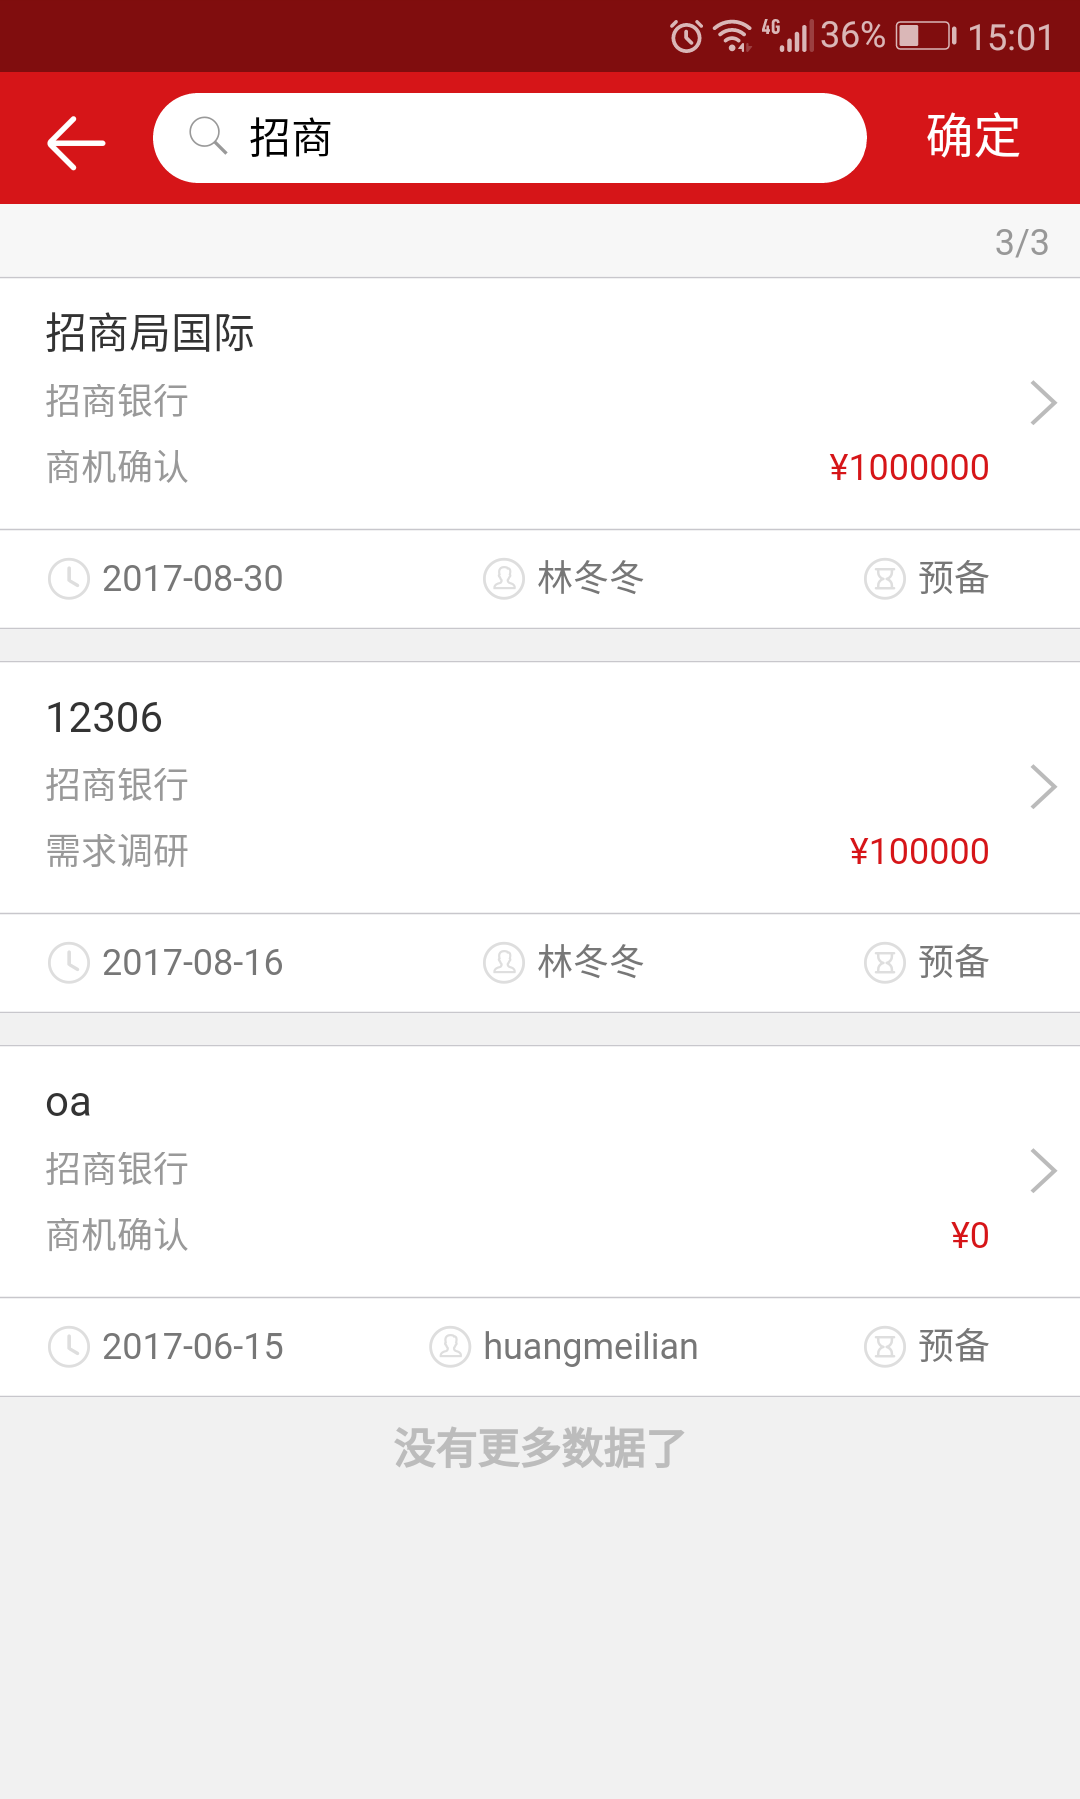 4G 36% 15:01
招商 确定
3/3
招商局国际
招商银行
商机确认 ¥1000000
2017-08-30 林冬冬 预备
12306
招商银行
需求调研 ¥100000
2017-08-16 林冬冬 预备
oa
招商银行
商机确认 ¥0
2017-06-15 huangmeilian 预备
没有更多数据了